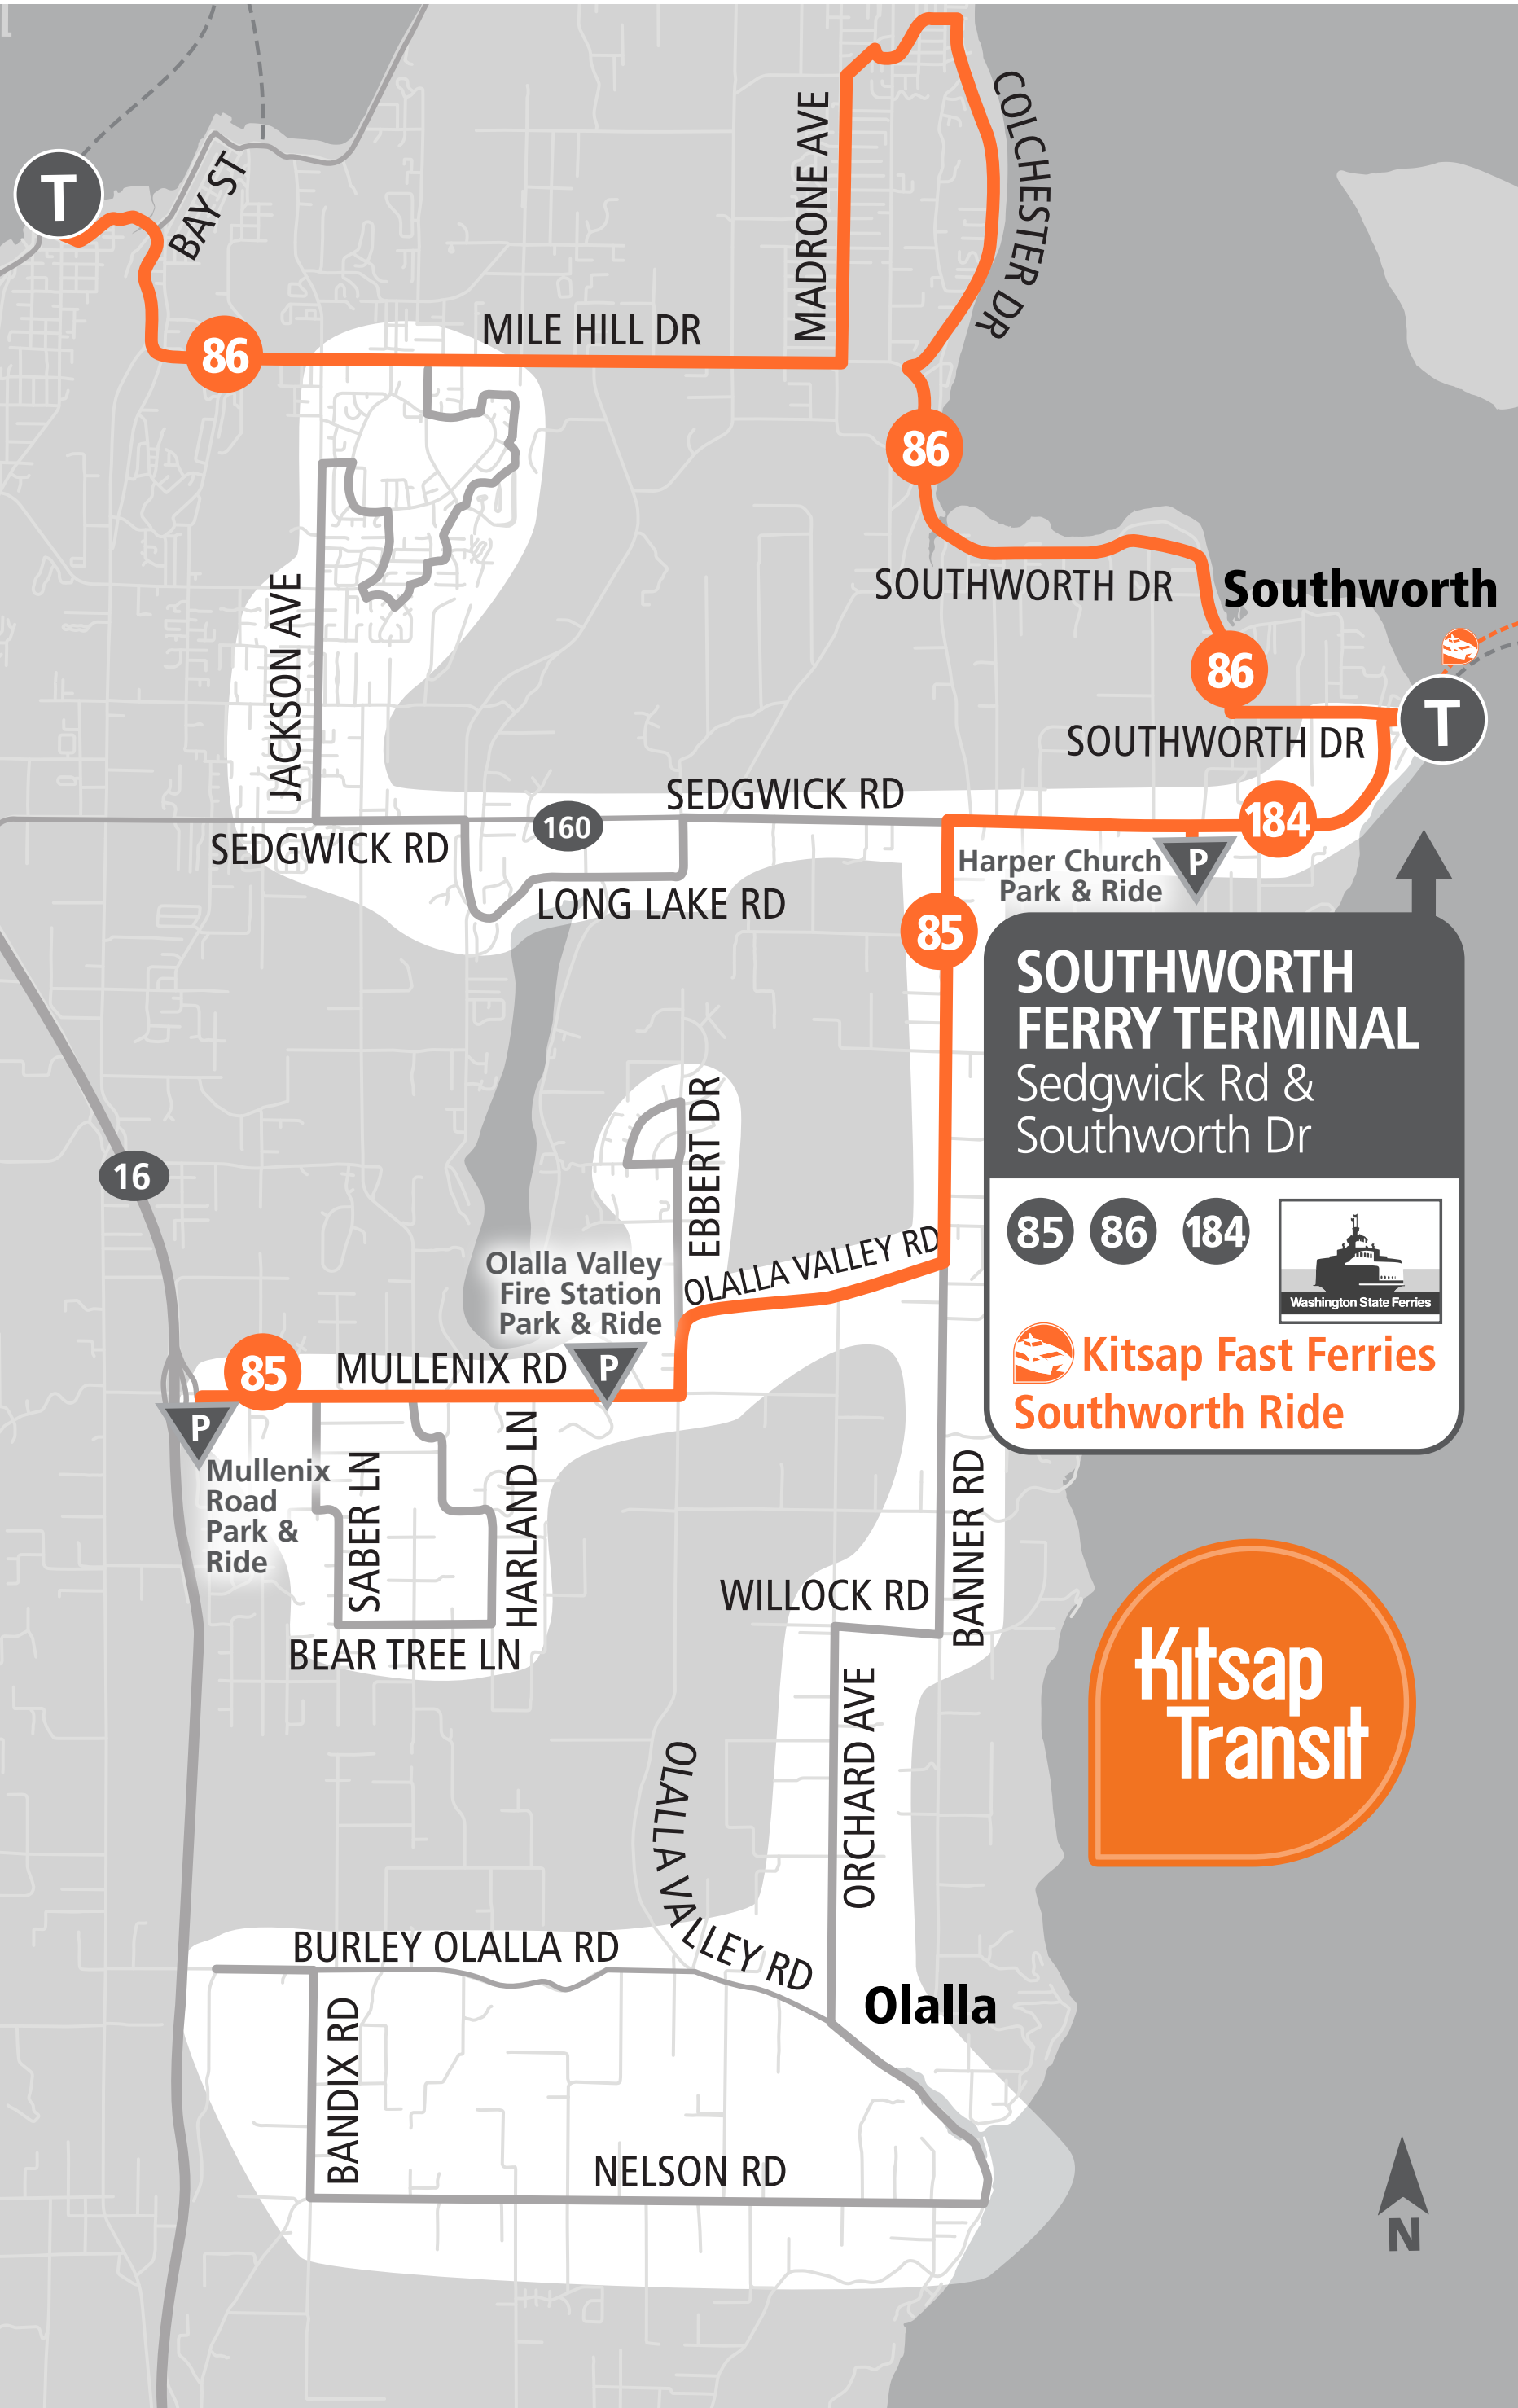 COLCHESTER DR
MADRONE AVE
T
BAY ST
MILE HILL DR
86
86
SOUTHWORTH DR
Southworth
JACKSON AVE
86
T
SOUTHWORTH DR
SEDGWICK RD
160
184
SEDGWICK RD
Harper Church
Park & Ride
P
LONG LAKE RD
85
SOUTHWORTH
FERRY TERMINAL
Sedgwick Rd &
Southworth Dr
85 86 184
Washington State Ferries
Kitsap Fast Ferries
Southworth Ride
EBBERT DR
16
Olalla Valley
Fire Station
Park & Ride
P
OLALLA VALLEY RD
85
MULLENIX RD
P
Mullenix
Road
Park &
Ride
SABER LN
HARLAND LN
BEAR TREE LN
BANNER RD
WILLOCK RD
Kitsap
Transit
ORCHARD AVE
OLALLA VALLEY RD
BURLEY OLALLA RD
Olalla
BANDIX RD
NELSON RD
N